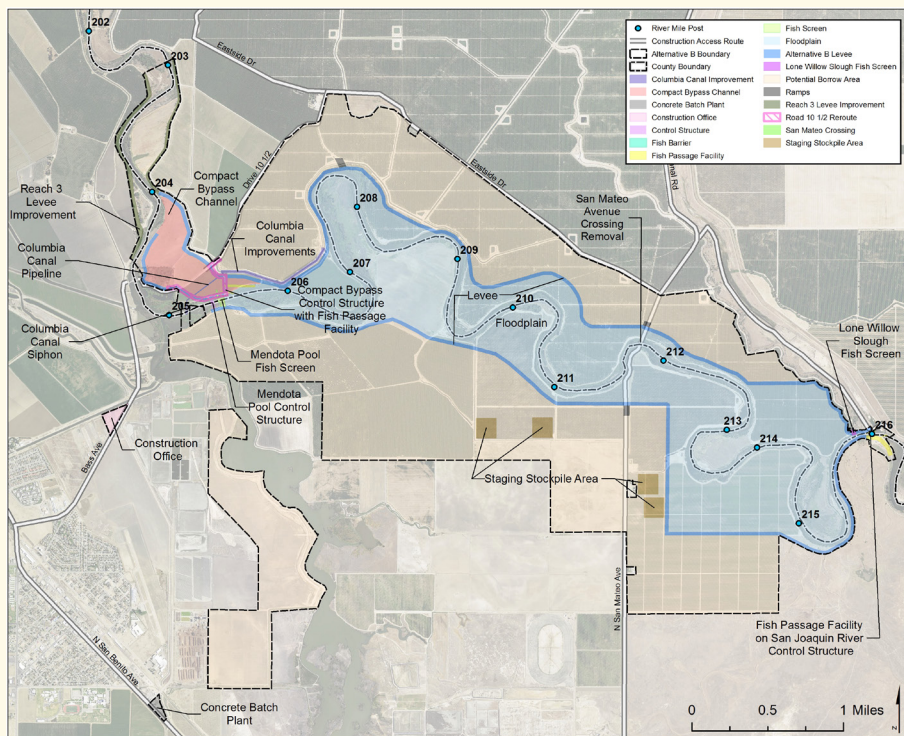 202
203
Eastside Dr
River Mile Post
Construction Access Route
Alternative B Boundary
County Boundary
Columbia Canal Improvement
Compact Bypass Channel
Concrete Batch Plant
Construction Office
Control Structure
Fish Barrier
Fish Passage Facility
Fish Screen
Floodplain
Alternative B Levee
Lone Willow Slough Fish Screen
Potential Borrow Area
Ramps
Reach 3 Levee Improvement
Road 10 1/2 Reroute
San Mateo Crossing
Staging Stockpile Area
Drive 10 1/2
Eastside Dr
Rd
204
Reach 3
Levee
Improvement
Compact
Bypass
Channel
Columbia
Canal
Pipeline
Columbia
Canal
Improvements
208
San Mateo
Avenue
Crossing
Removal
209
207
206
205
210
Levee
Floodplain
Compact Bypass
Control Structure
with Fish Passage
Facility
Columbia
Canal
Siphon
Mendota Pool
Fish Screen
Mendota
Pool Control
Structure
Lone Willow
Slough
Fish Screen
212
211
213
214
216
215
Bass Ave
Construction
Office
Staging Stockpile Area
N San Mateo Ave
Fish Passage Facility
on San Joaquin River
Control Structure
N San Benito Ave
Concrete Batch
Plant
0 0.5 1 Miles
N